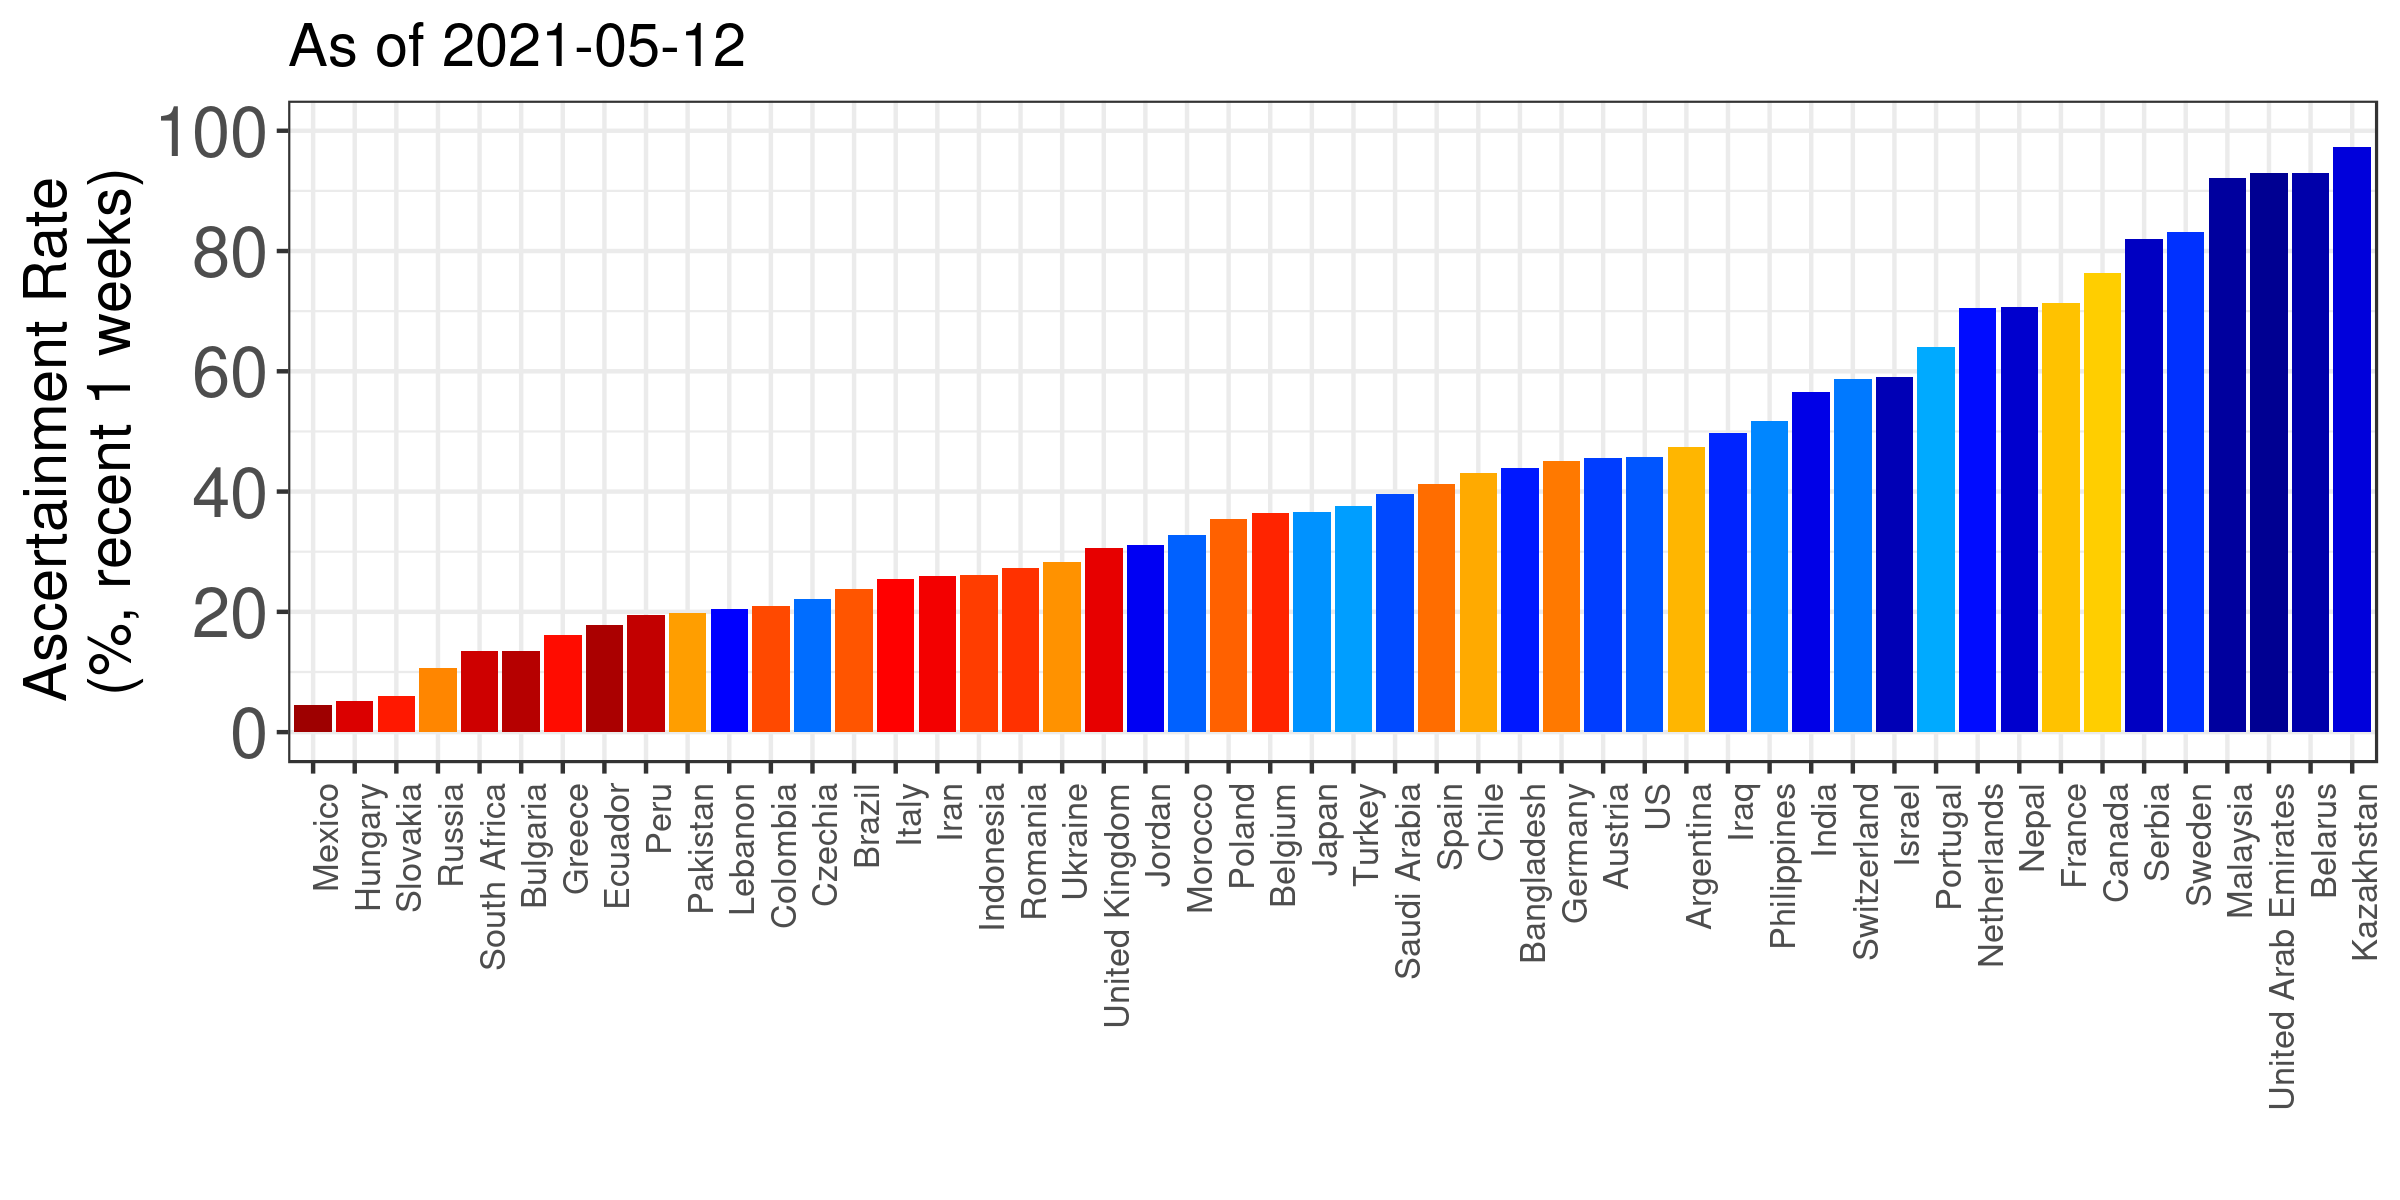 As of 2021-05-12
Ascertainment Rate
(%, recent 1 weeks)
100
80
60
40
20
0
Mexico
Hungary
Slovakia
Russia
South Africa
Bulgaria
Greece
Ecuador
Peru
Pakistan
Lebanon
Colombia
Czechia
Brazil
Italy
Iran
Indonesia
Romania
Ukraine
United Kingdom
Jordan
Morocco
Poland
Belgium
Japan
Turkey
Saudi Arabia
Spain
Chile
Bangladesh
Germany
Austria
US
Argentina
Iraq
Philippines
India
Switzerland
Israel
Portugal
Netherlands
Nepal
France
Canada
Serbia
Sweden
Malaysia
United Arab Emirates
Belarus
Kazakhstan